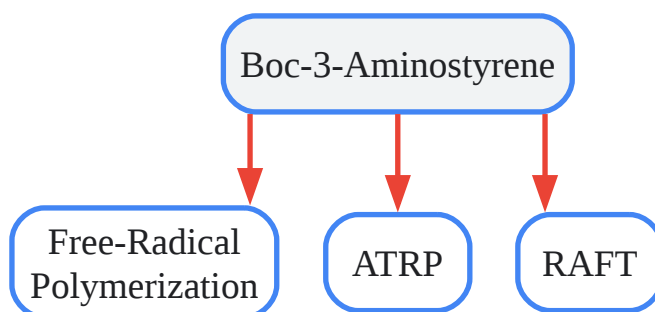 Boc-3-Aminostyrene
Free-Radical
Polymerization
ATRP
RAFT